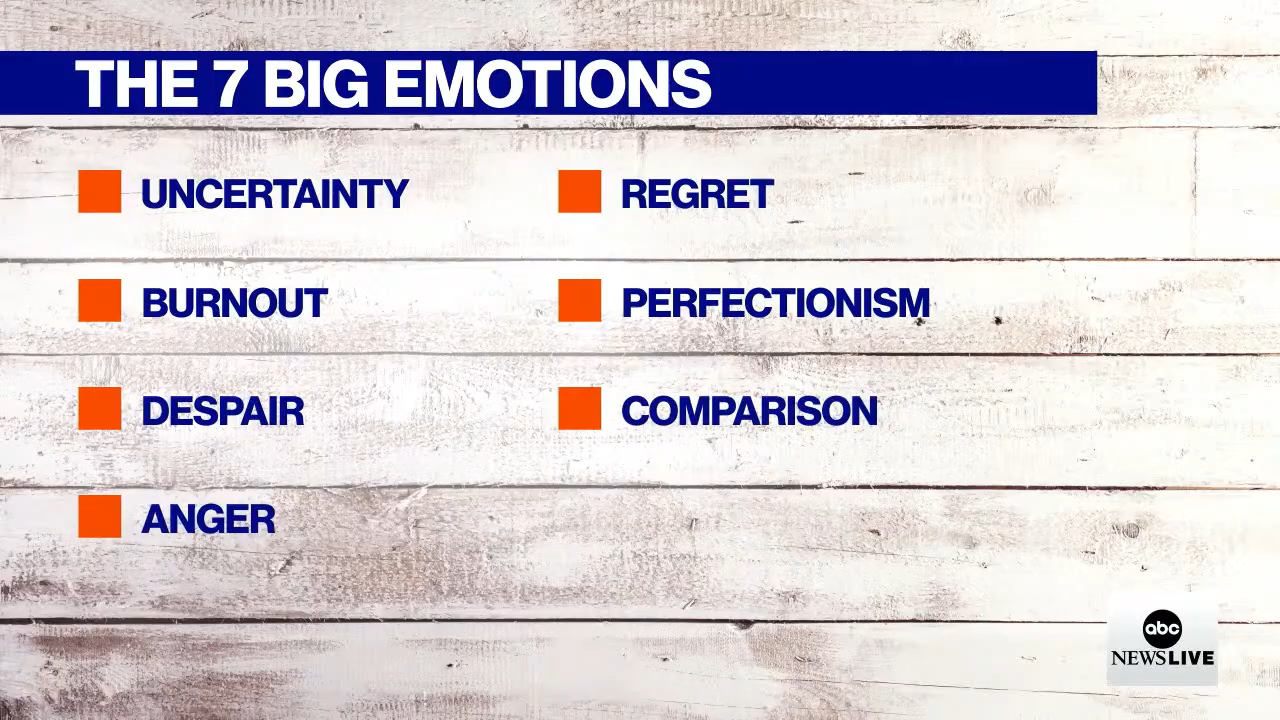 THE 7 BIG EMOTIONS
UNCERTAINTY
BURNOUT
DESPAIR
ANGER
REGRET
PERFECTIONISM
COMPARISON
abc
NEWS LIVE